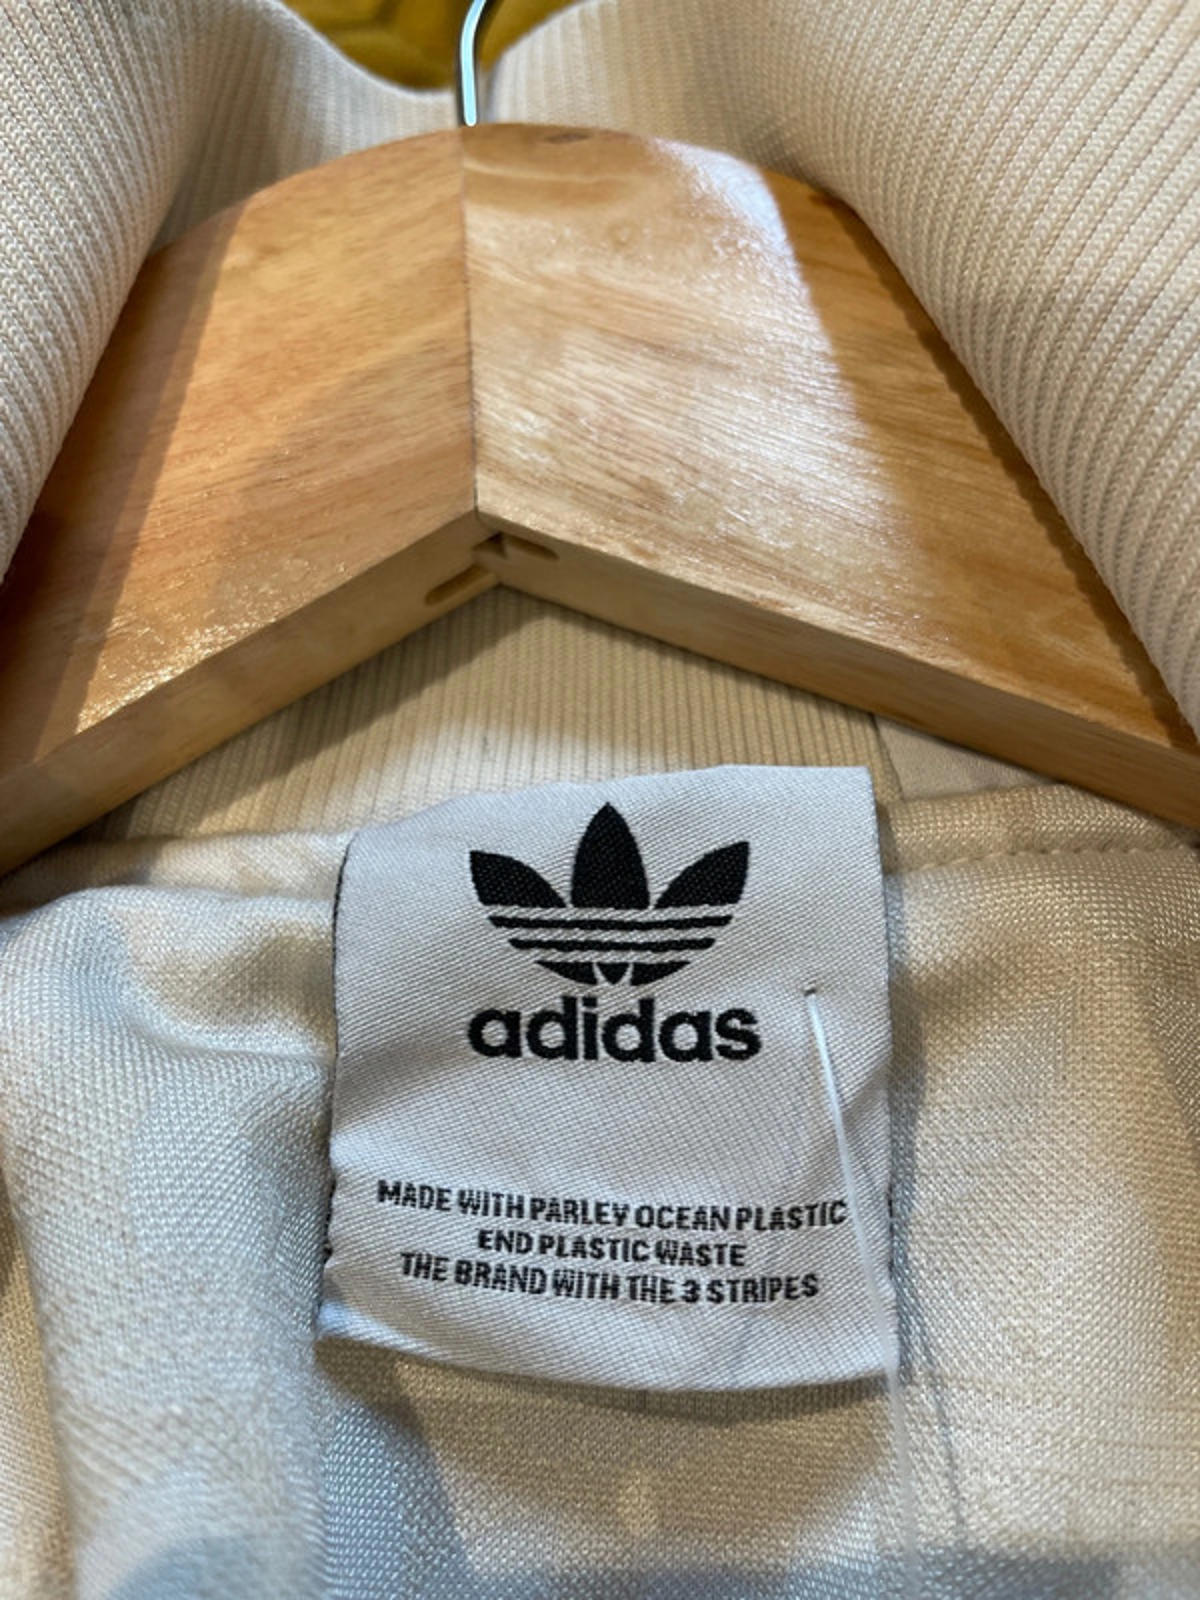 adidas
MADE WITH PARLEY OCEAN PLASTIC
END PLASTIC WASTE
THE BRAND WITH THE 3 STRIPES